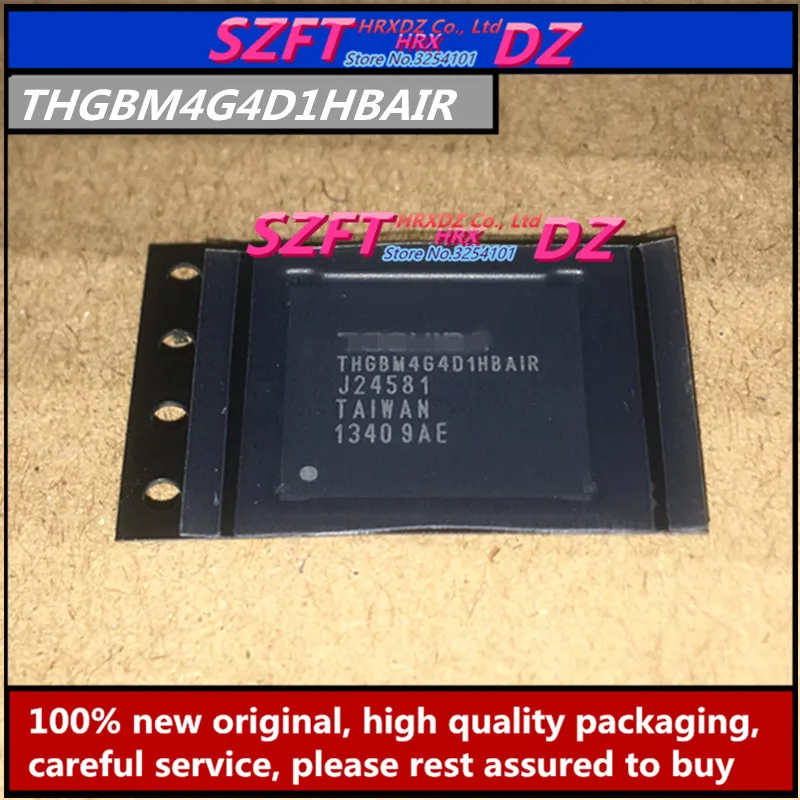 SZFT HRXDZ Co., Ltd DZ
HRX
Store No.3254101
THGBM4G4D1HBAIR
SZFT HRXDZ Co., Ltd DZ
HRX
Store No.3254101
THGBM4G4D1HBAIR
J24581
TAIWAN
13409AE
100% new original, high quality packaging,
careful service, please rest assured to buy